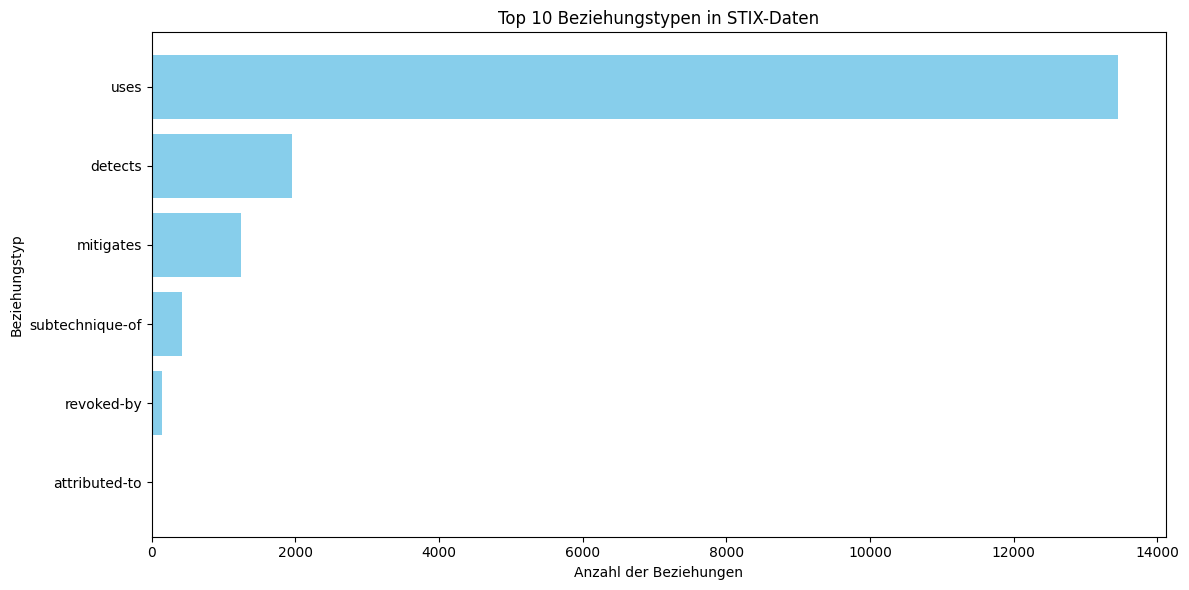 Top 10 Beziehungstypen in STIX-Daten
Beziehungstyp
uses
detects
mitigates
subtechnique-of
revoked-by
attributed-to
0 2000 4000 6000 8000 10000 12000 14000
Anzahl der Beziehungen